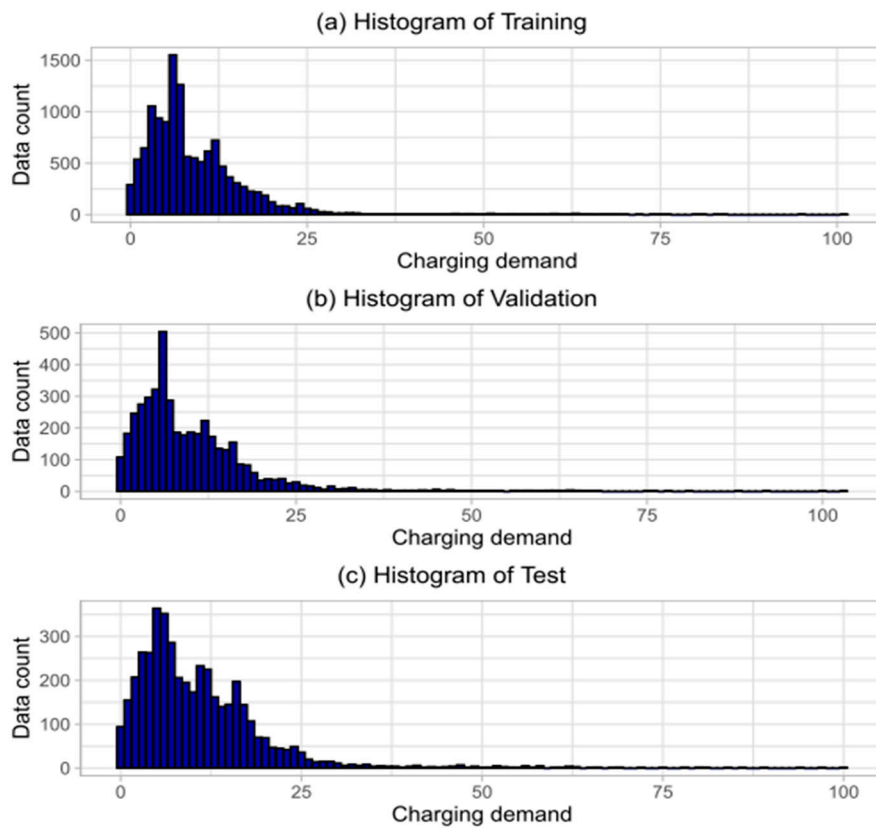 (a) Histogram of Training
1500
1000
500
0
0 25 50 75 100
Data count
Charging demand
(b) Histogram of Validation
500
400
300
200
100
0
0 25 50 75 100
Data count
Charging demand
(c) Histogram of Test
300
200
100
0
0 25 50 75 100
Data count
Charging demand